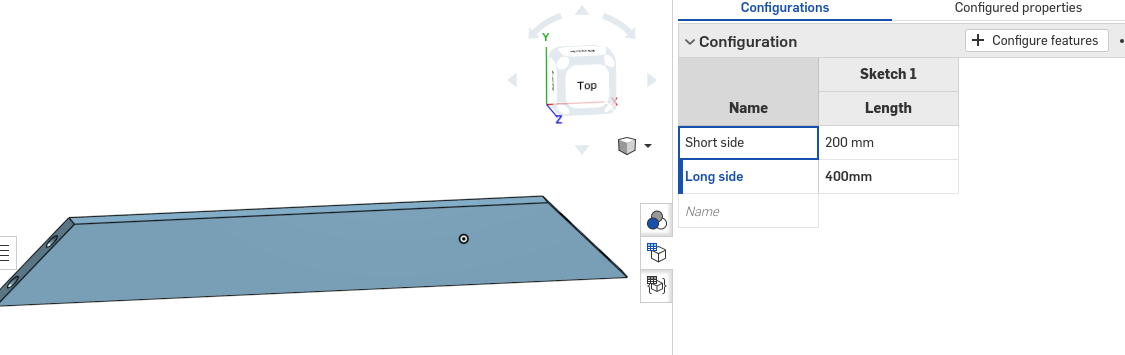 Configurations
Configured properties
Configuration
+ Configure features
Sketch 1
Name
Length
Short side
200 mm
Long side
400mm
Name
Y
Back
Top
X
Z